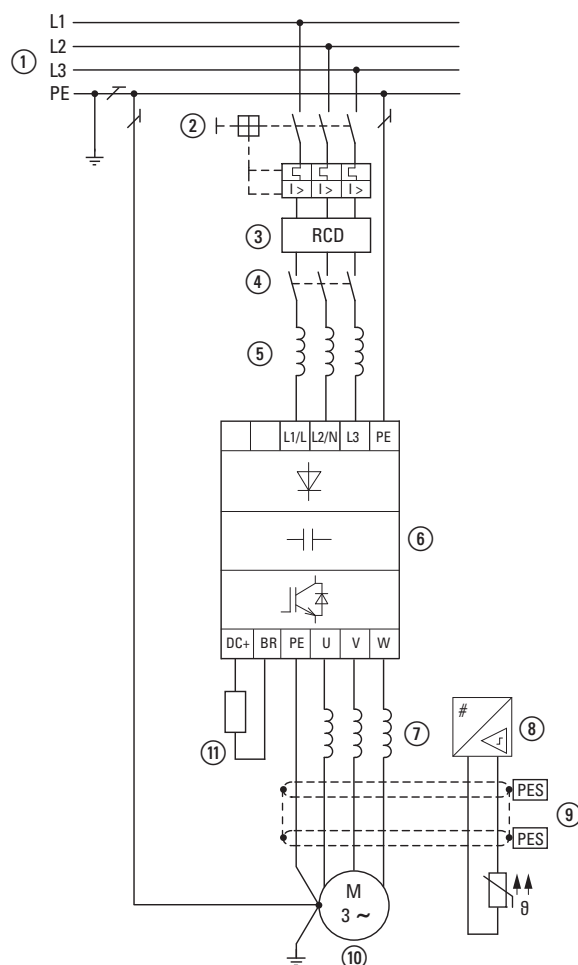 L1
L2
① L3
PE
②
I> I> I>
③ RCD
④
⑤
L1/L L2/N L3 PE
⑥
DC+ BR PE U V W
⑦
# ⑧
⑪
PES
⑨
PES
M
3 ~
ϑ
⑩